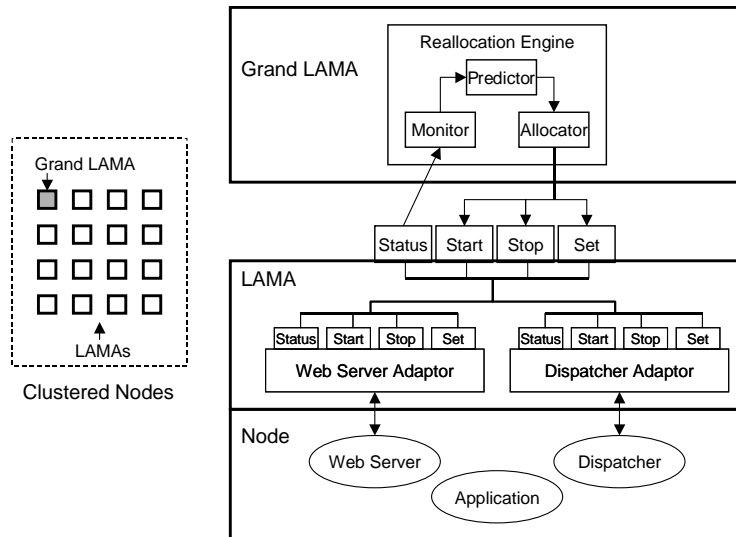 Grand LAMA
LAMAs
Clustered Nodes
Grand LAMA
Reallocation Engine
Predictor
Monitor
Allocator
Status
Start
Stop
Set
LAMA
Status
Start
Stop
Set
Web Server Adaptor
Status
Start
Stop
Set
Dispatcher Adaptor
Node
Web Server
Dispatcher
Application